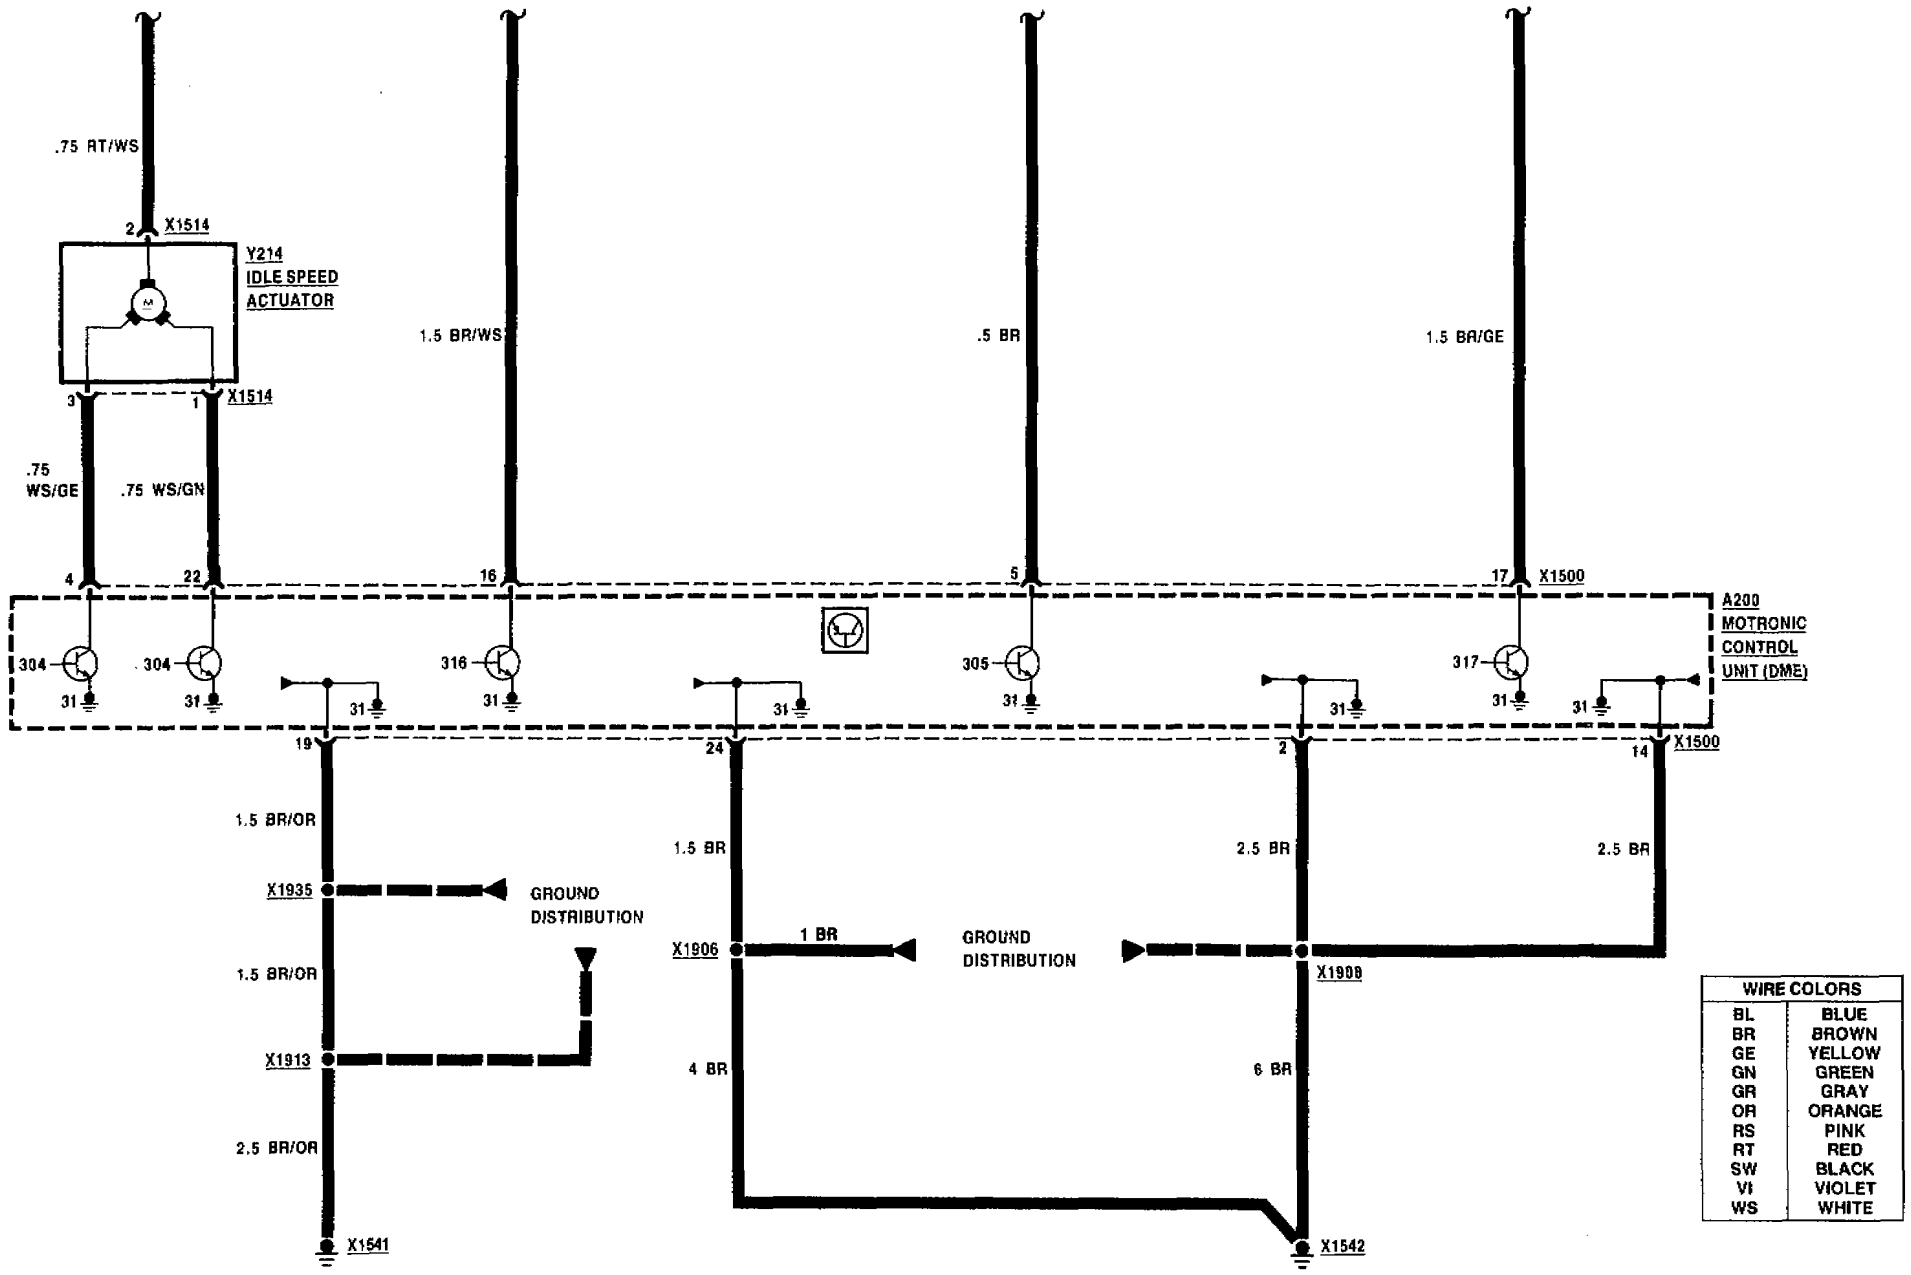 .75 RT/WS
2
X1514
Y214
IDLE SPEED
ACTUATOR
M
1.5 BR/WS
.5 BR
1.5 BR/GE
3
1
X1514
.75
WS/GE
.75 WS/GN
4
22
16
5
17
X1500
A200
MOTRONIC
CONTROL
UNIT (DME)
304
304
316
305
317
31
31
31
31
31
31
31
31
31
19
24
2
14
X1500
1.5 BR/OR
1.5 BR
2.5 BR
2.5 BR
X1935
GROUND
DISTRIBUTION
X1906
1 BR
GROUND
DISTRIBUTION
X1908
1.5 BR/OR
X1913
4 BR
6 BR
2.5 BR/OR
X1541
X1542
WIRE COLORS
BL BLUE
BR BROWN
GE YELLOW
GN GREEN
GR GRAY
OR ORANGE
RS PINK
RT RED
SW BLACK
VI VIOLET
WS WHITE